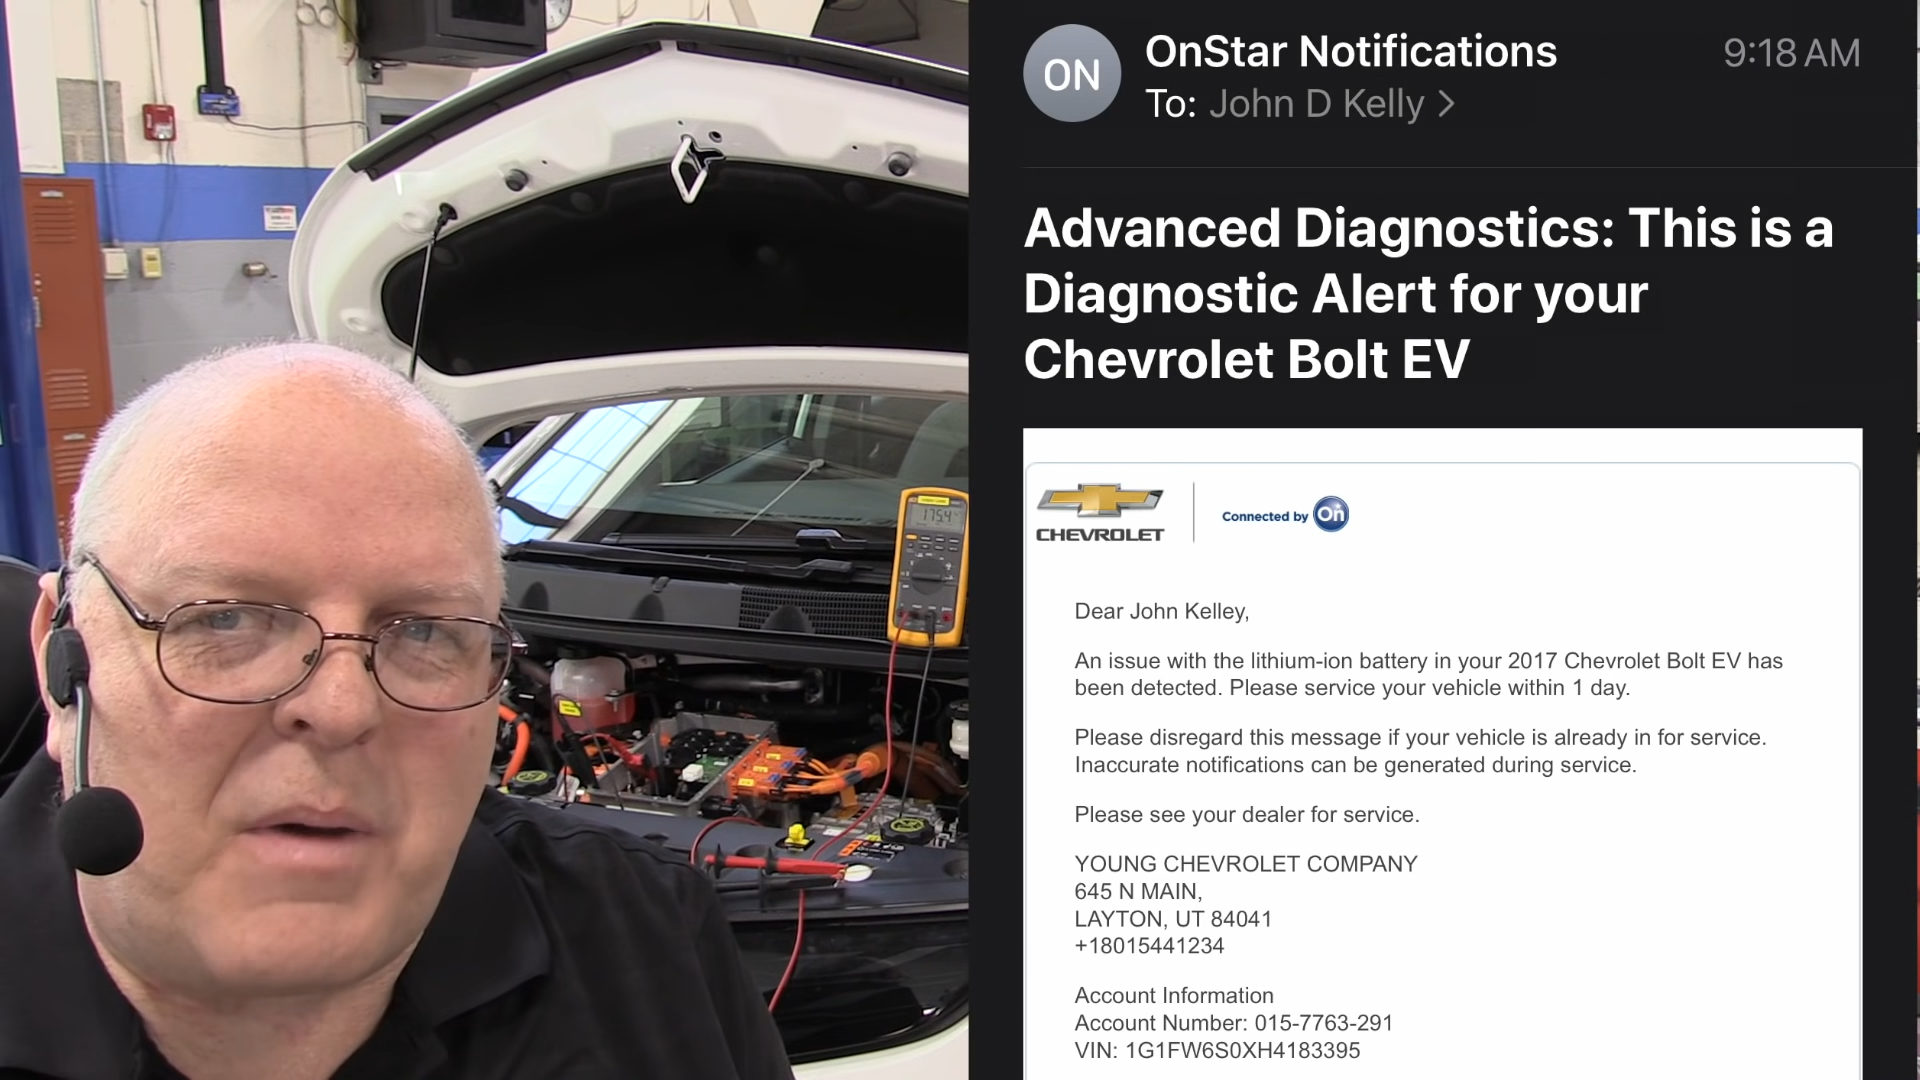 175.4
ON
OnStar Notifications
9:18 AM
To: John D Kelly >
Advanced Diagnostics: This is a
Diagnostic Alert for your
Chevrolet Bolt EV
CHEVROLET
Connected by On
Dear John Kelley,
An issue with the lithium-ion battery in your 2017 Chevrolet Bolt EV has
been detected. Please service your vehicle within 1 day.
Please disregard this message if your vehicle is already in for service.
Inaccurate notifications can be generated during service.
Please see your dealer for service.
YOUNG CHEVROLET COMPANY
645 N MAIN,
LAYTON, UT 84041
+18015441234
Account Information
Account Number: 015-7763-291
VIN: 1G1FW6S0XH4183395